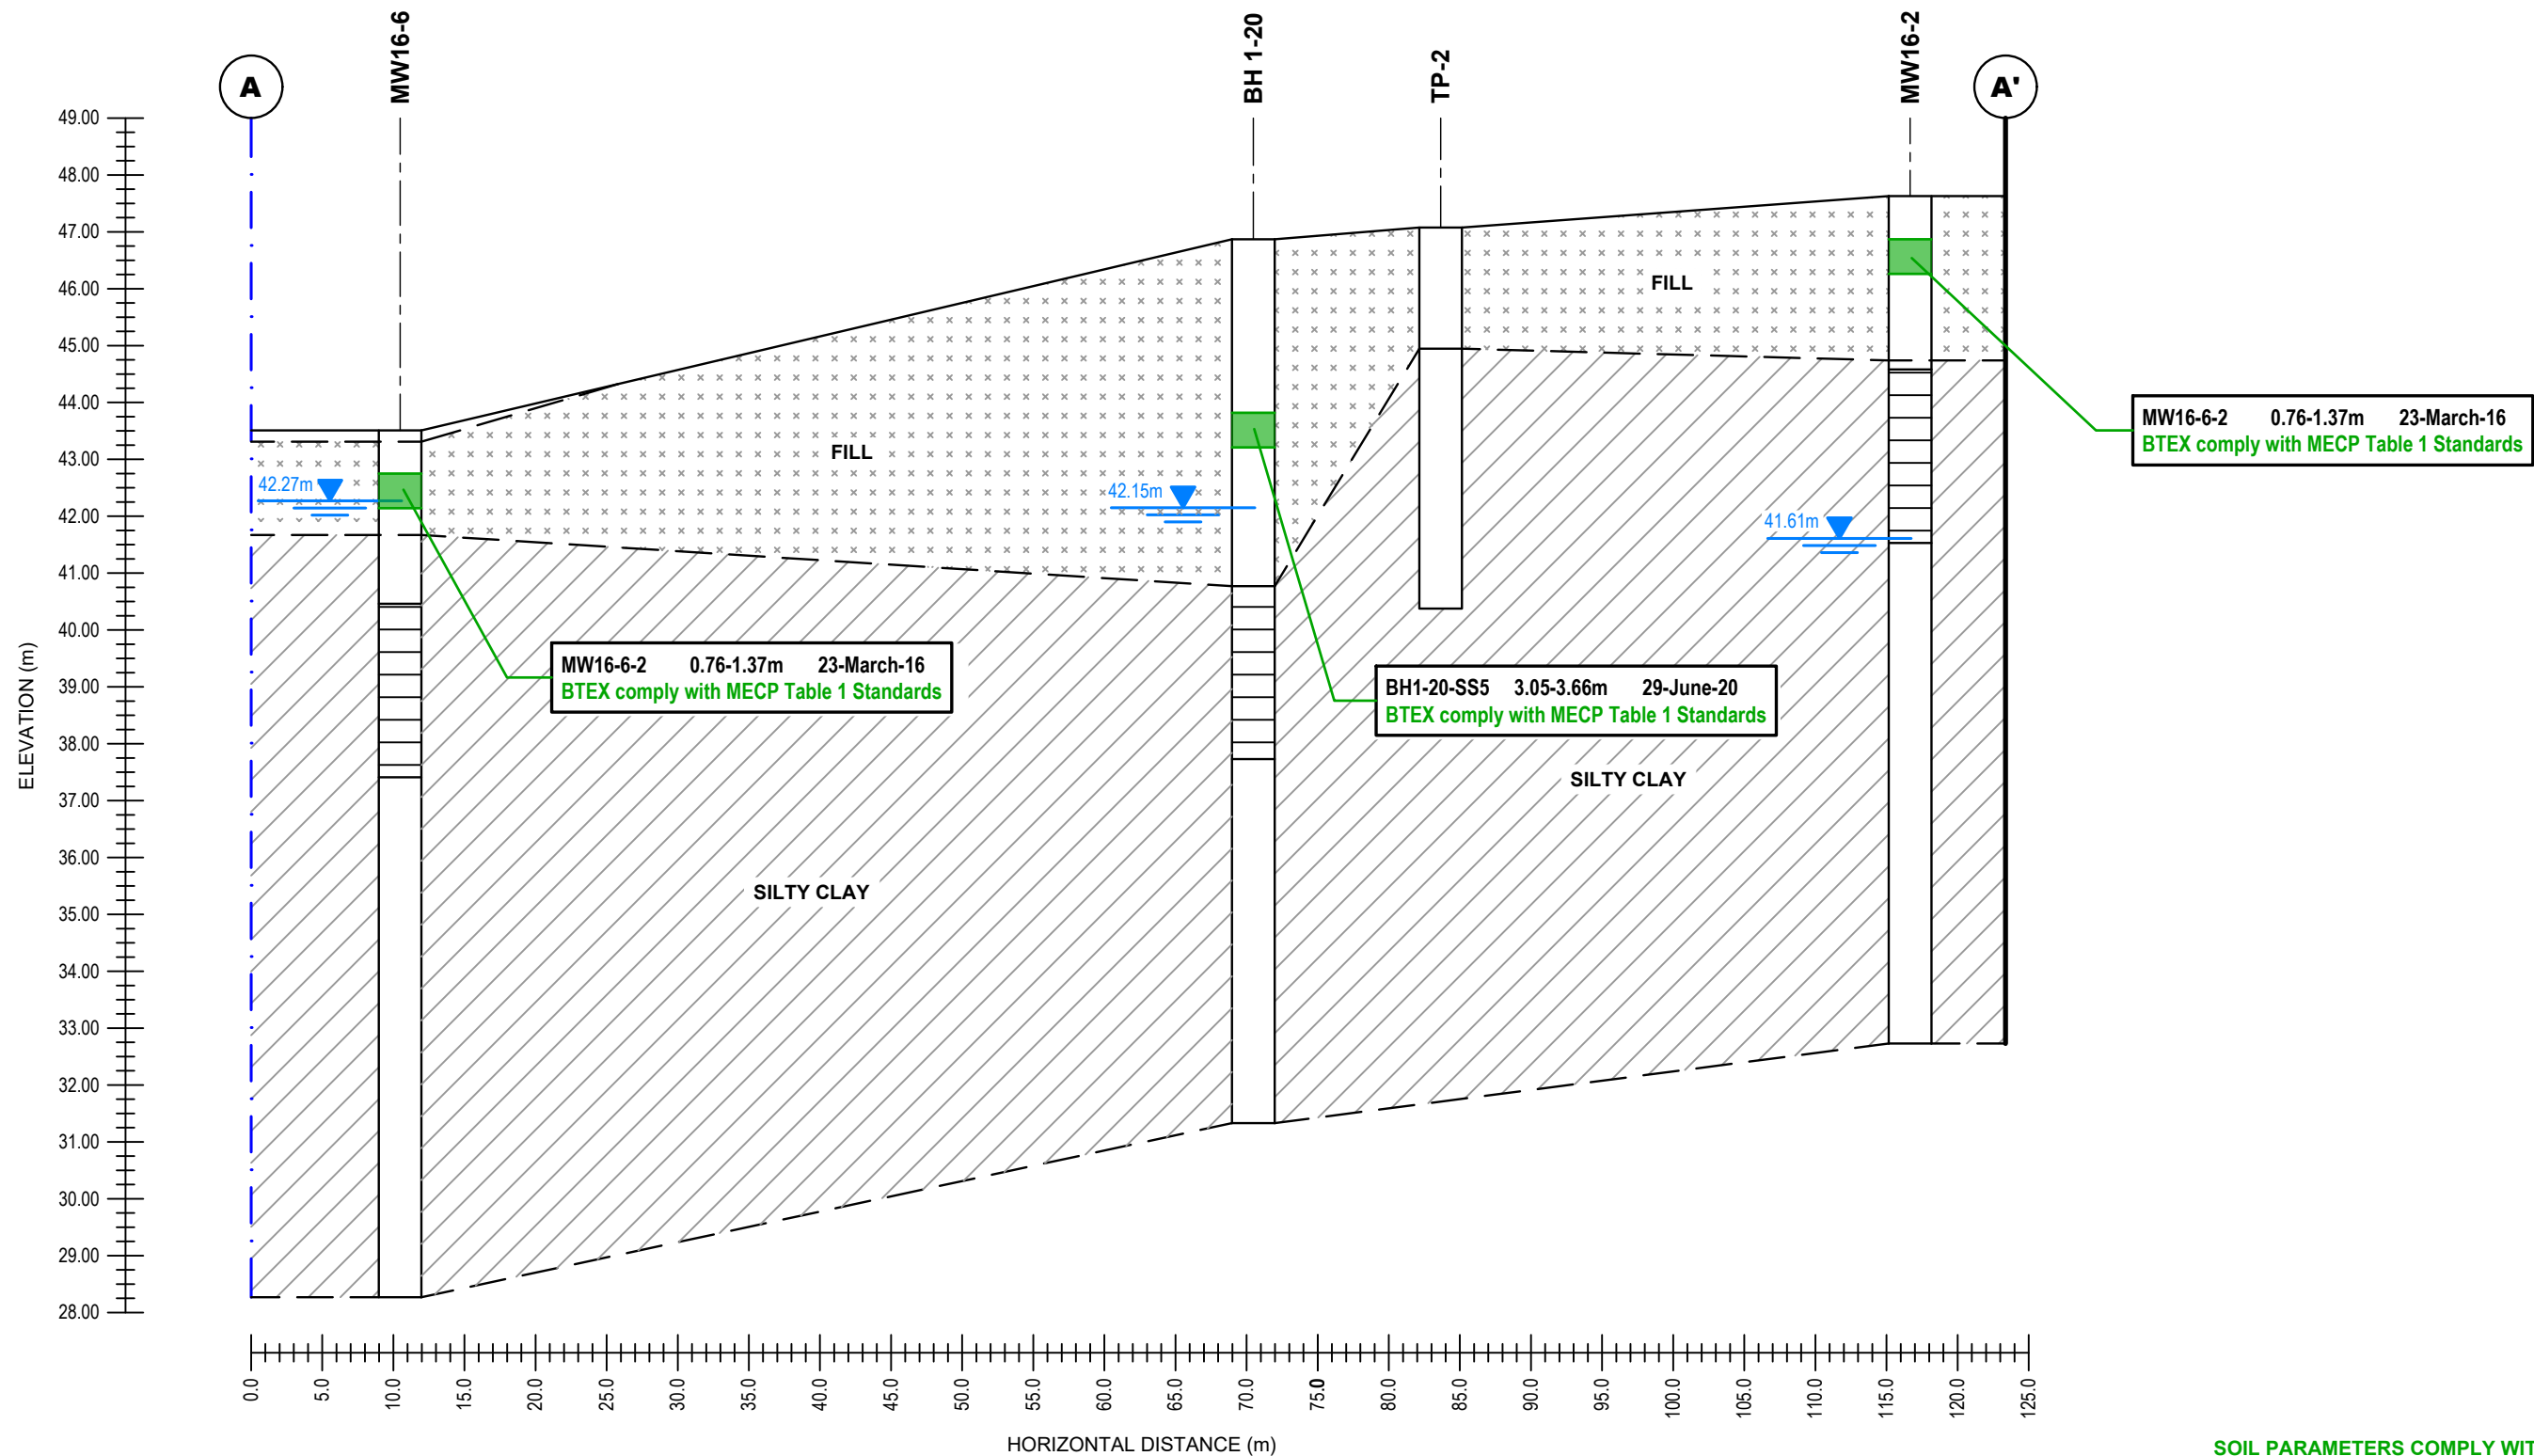 MW16-6
BH 1-20
TP-2
MW16-2
A
A'
49.00
48.00
47.00
46.00
45.00
44.00
43.00
42.00
41.00
40.00
39.00
38.00
37.00
36.00
35.00
34.00
33.00
32.00
31.00
30.00
29.00
28.00
ELEVATION (m)
FILL
FILL
42.27m
42.15m
41.61m
MW16-6-2 0.76-1.37m 23-March-16
BTEX comply with MECP Table 1 Standards
MW16-6-2 0.76-1.37m 23-March-16
BTEX comply with MECP Table 1 Standards
BH1-20-SS5 3.05-3.66m 29-June-20
BTEX comply with MECP Table 1 Standards
SILTY CLAY
SILTY CLAY
0.0
5.0
10.0
15.0
20.0
25.0
30.0
35.0
40.0
45.0
50.0
55.0
60.0
65.0
70.0
75.0
80.0
85.0
90.0
95.0
100.0
105.0
110.0
115.0
120.0
125.0
HORIZONTAL DISTANCE (m)
SOIL PARAMETERS COMPLY WIT